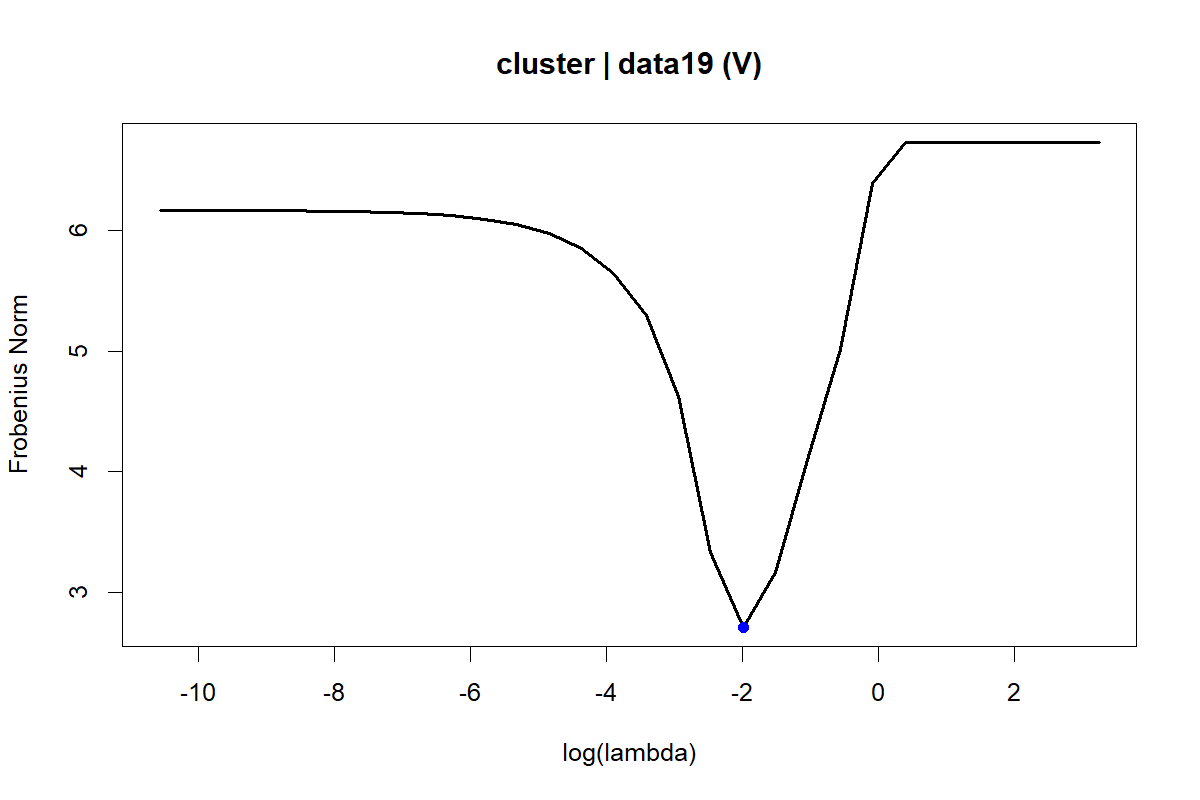 cluster | data19 (V)
Frobenius Norm
6
5
4
3
-10 -8 -6 -4 -2 0 2
log(lambda)